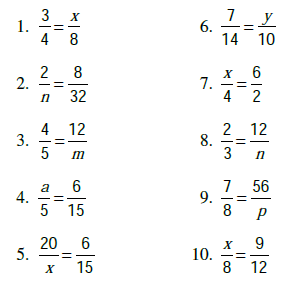 1. 3/4 = x/8
2. 2/n = 8/32
3. 4/5 = 12/m
4. a/5 = 6/15
5. 20/x = 6/15
6. 7/14 = y/10
7. x/4 = 6/2
8. 2/3 = 12/n
9. 7/8 = 56/p
10. x/8 = 9/12